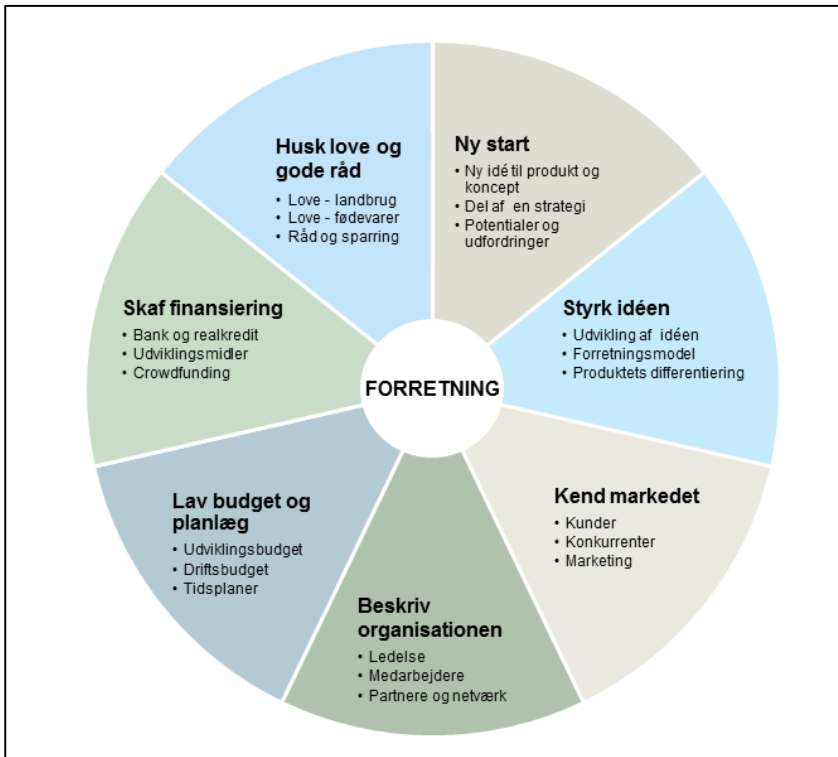 Ny start
• Ny idé til produkt og
koncept
• Del af en strategi
• Potentialer og
udfordringer
Styrk idéen
• Udvikling af idéen
• Forretningsmodel
• Produktets differentiering
Kend markedet
• Kunder
• Konkurrenter
• Marketing
Beskriv
organisationen
• Ledelse
• Medarbejdere
• Partnere og netværk
Lav budget og
planlæg
• Udviklingsbudget
• Driftsbudget
• Tidsplaner
Skaf finansiering
• Bank og realkredit
• Udviklingsmidler
• Crowdfunding
Husk love og
gode råd
• Love - landbrug
• Love - fødevarer
• Råd og sparring
FORRETNING